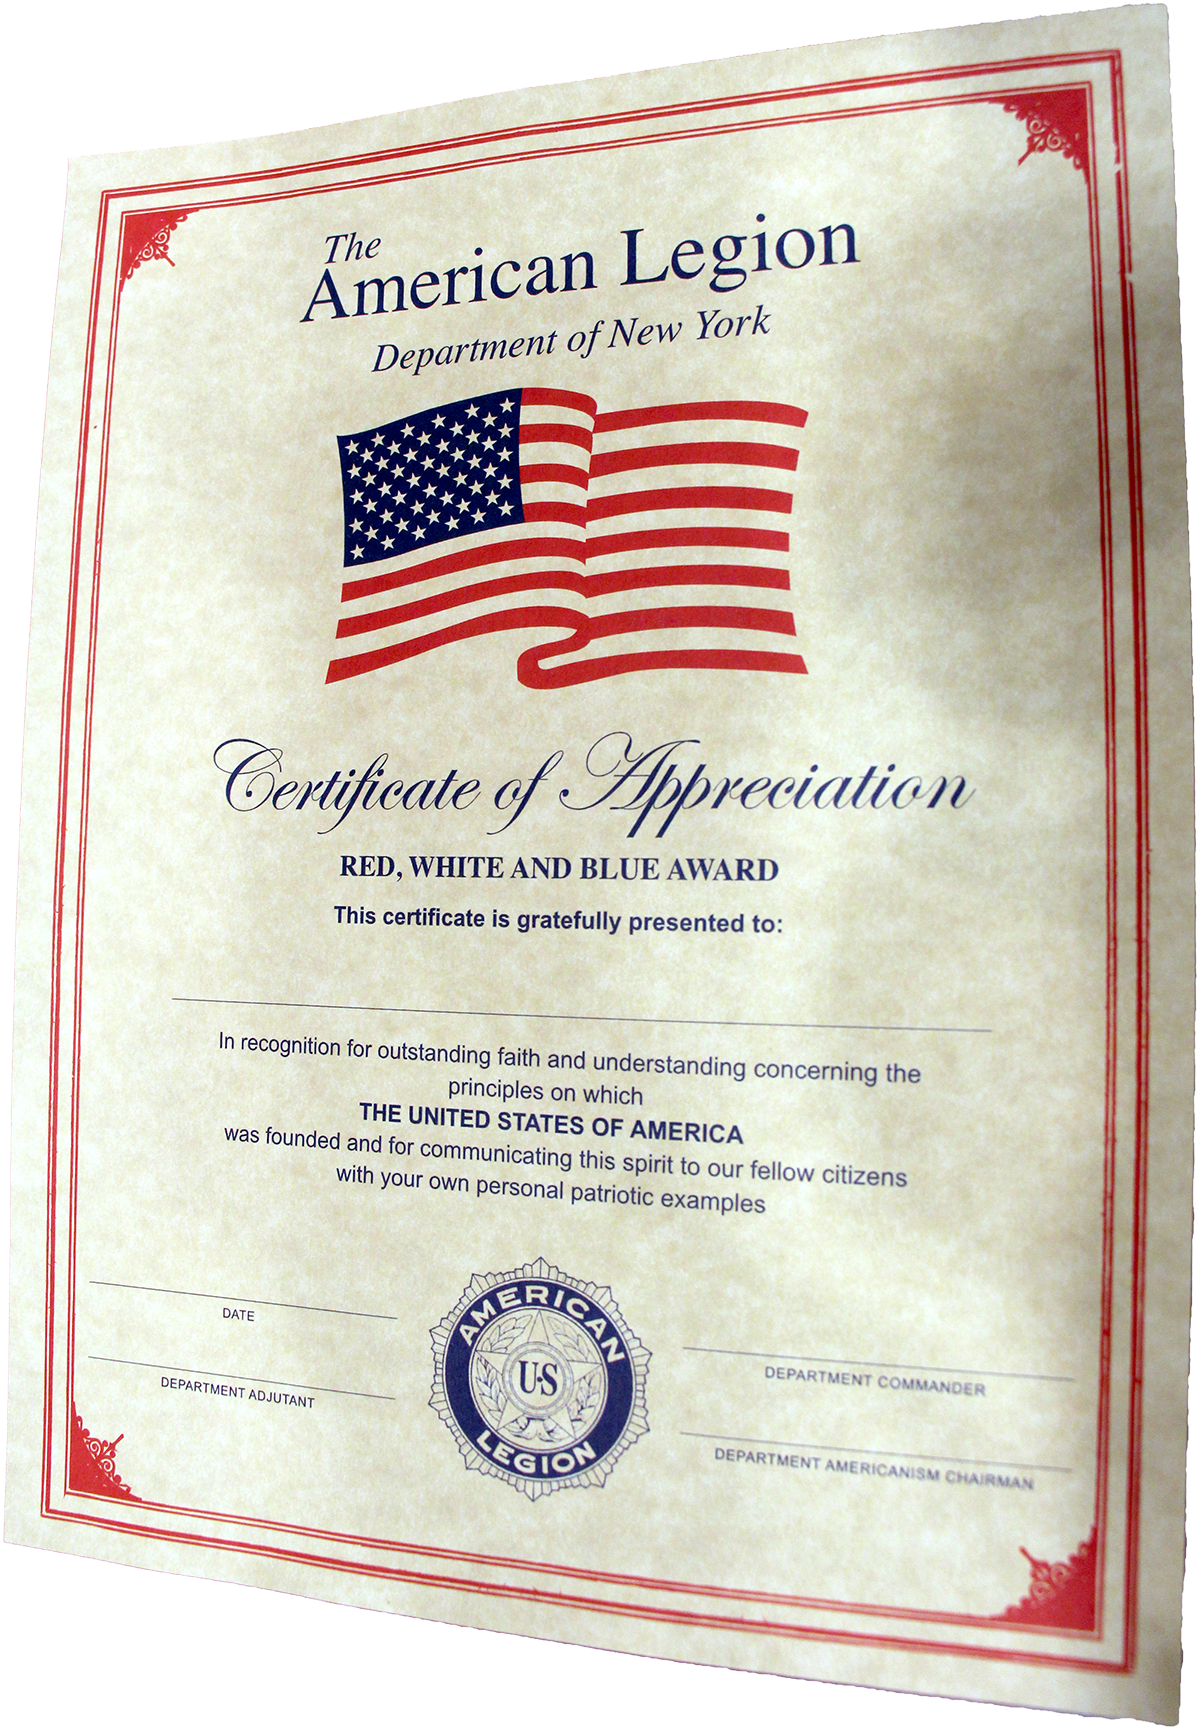 The
American Legion
Department of New York
Certificate of Appreciation
RED, WHITE AND BLUE AWARD
This certificate is gratefully presented to:
In recognition for outstanding faith and understanding concerning the
principles on which
THE UNITED STATES OF AMERICA
was founded and for communicating this spirit to our fellow citizens
with your own personal patriotic examples
DATE
DEPARTMENT ADJUTANT
AMERICAN
U·S
LEGION
DEPARTMENT COMMANDER
DEPARTMENT AMERICANISM CHAIRMAN